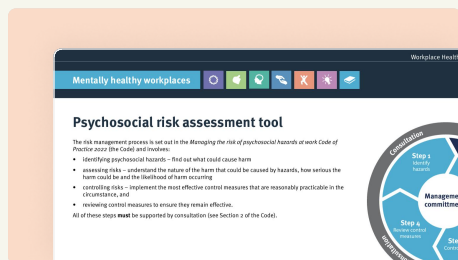 Workplace Healt
Mentally healthy workplaces
Psychosocial risk assessment tool
The risk management process is set out in the Managing the risk of psychosocial hazards at work Code of
Practice 2022 (the Code) and involves:
• identifying psychosocial hazards – find out what could cause harm
• assessing risks – understand the nature of the harm that could be caused by hazards, how serious the
harm could be and the likelihood of harm occurring
• controlling risks – implement the most effective control measures that are reasonably practicable in the
circumstance, and
• reviewing control measures to ensure they remain effective.
All of these steps must be supported by consultation (see Section 2 of the Code).
Consultation
Step 1
Identify
hazards
Manageme
committme
Step 4
Review control
measures
Ste
Contr